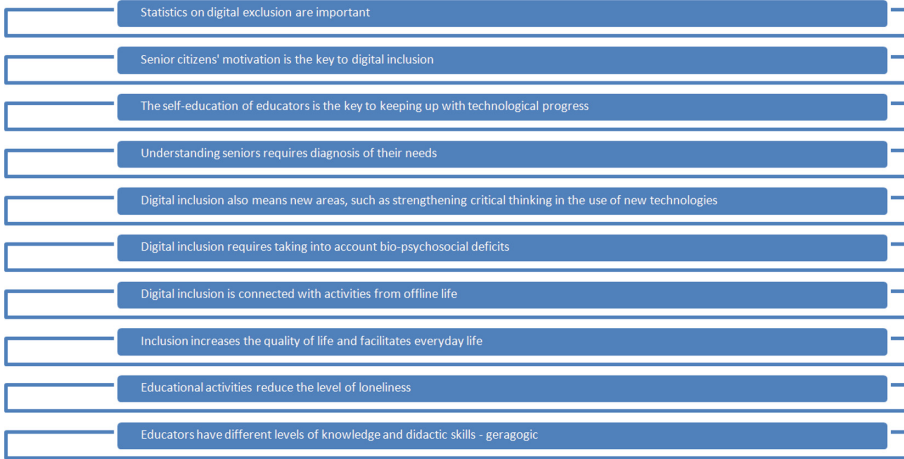 Statistics on digital exclusion are important
Senior citizens' motivation is the key to digital inclusion
The self-education of educators is the key to keeping up with technological progress
Understanding seniors requires diagnosis of their needs
Digital inclusion also means new areas, such as strengthening critical thinking in the use of new technologies
Digital inclusion requires taking into account bio-psychosocial deficits
Digital inclusion is connected with activities from offline life
Inclusion increases the quality of life and facilitates everyday life
Educational activities reduce the level of loneliness
Educators have different levels of knowledge and didactic skills - geragogic